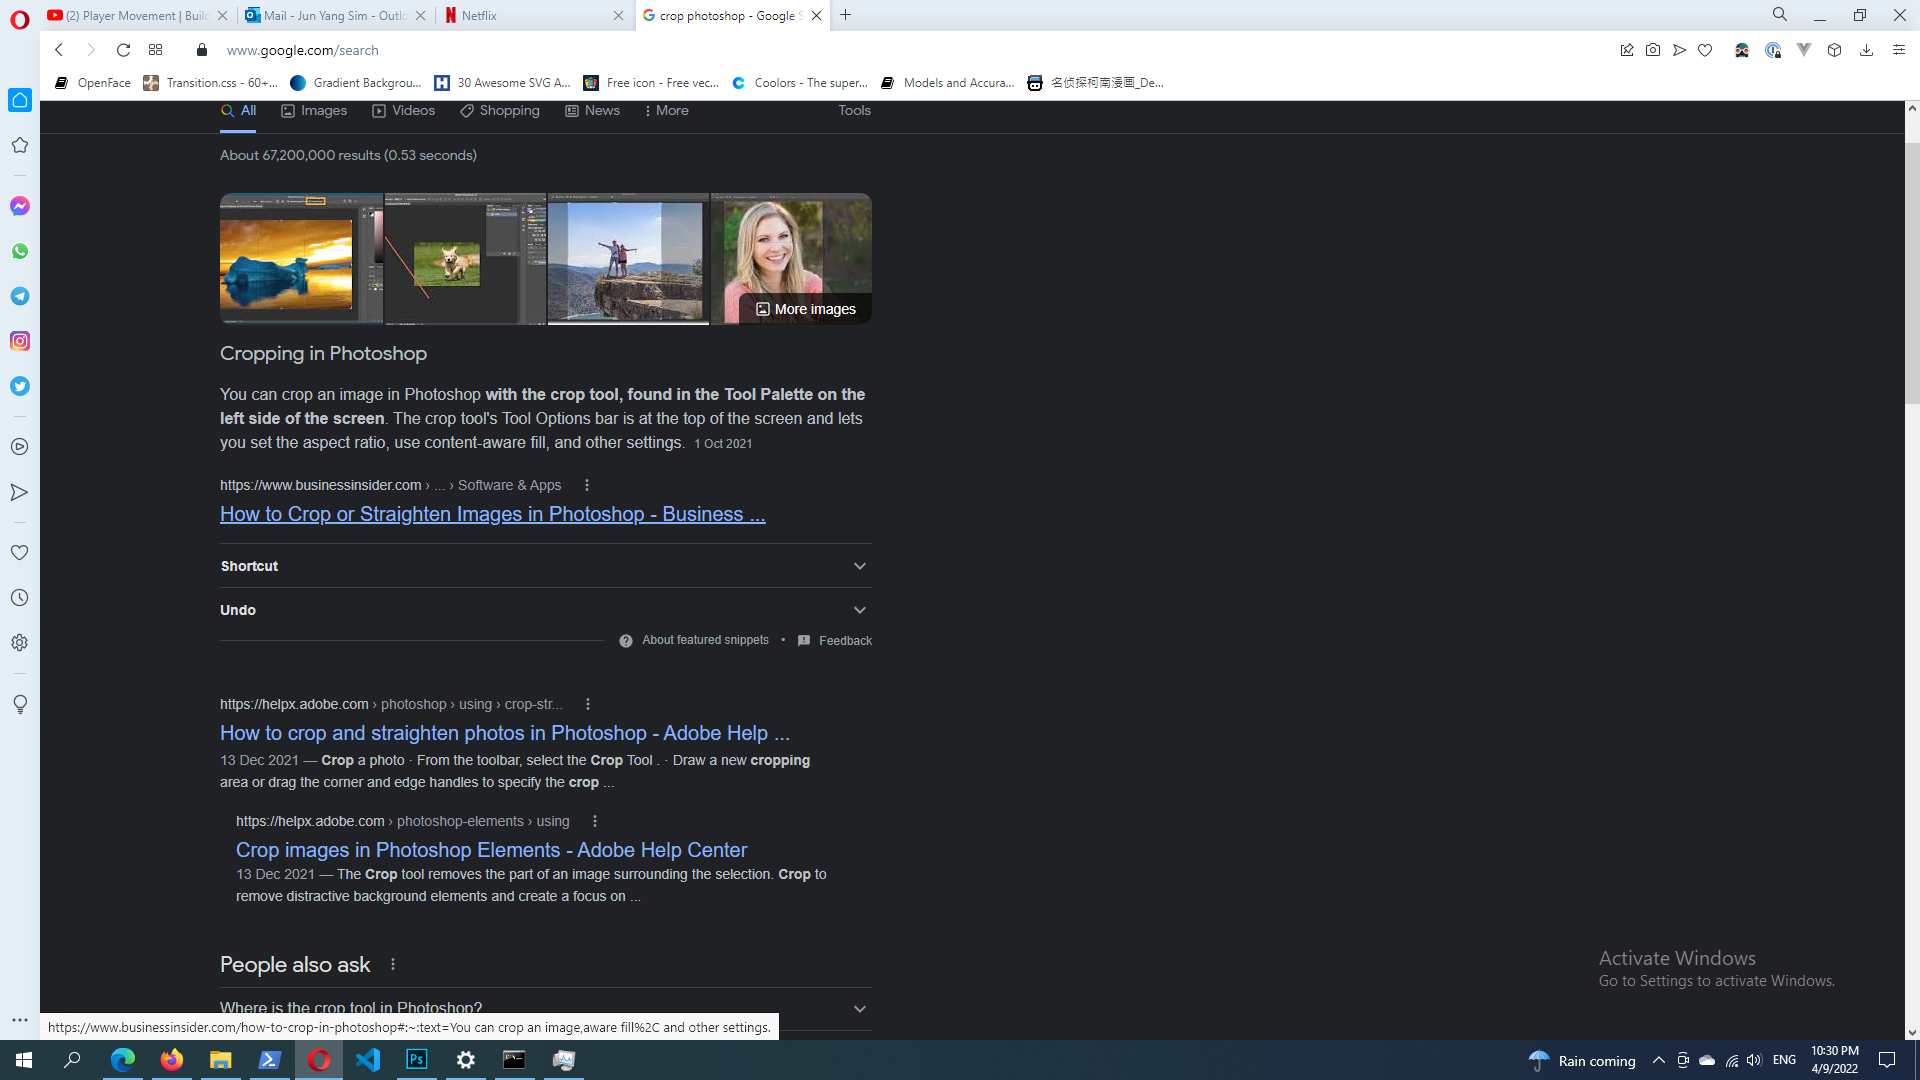 (2) Player Movement | Build
Mail - Jun Yang Sim - Outlo
Netflix
crop photoshop - Google S
www.google.com/search
OpenFace
Transition.css - 60+...
Gradient Backgrou...
30 Awesome SVG A...
Free icon - Free vec...
Coolors - The super...
Models and Accura...
名侦探柯南漫画_De...
All
Images
Videos
Shopping
News
More
Tools
About 67,200,000 results (0.53 seconds)
More images
Cropping in Photoshop
You can crop an image in Photoshop with the crop tool, found in the Tool Palette on the
left side of the screen. The crop tool's Tool Options bar is at the top of the screen and lets
you set the aspect ratio, use content-aware fill, and other settings. 1 Oct 2021
https://www.businessinsider.com › ... › Software & Apps
How to Crop or Straighten Images in Photoshop - Business ...
Shortcut
Undo
About featured snippets • Feedback
https://helpx.adobe.com › photoshop › using › crop-str...
How to crop and straighten photos in Photoshop - Adobe Help ...
13 Dec 2021 — Crop a photo · From the toolbar, select the Crop Tool . · Draw a new cropping
area or drag the corner and edge handles to specify the crop ...
https://helpx.adobe.com › photoshop-elements › using
Crop images in Photoshop Elements - Adobe Help Center
13 Dec 2021 — The Crop tool removes the part of an image surrounding the selection. Crop to
remove distractive background elements and create a focus on ...
People also ask
Where is the crop tool in Photoshop?
Activate Windows
Go to Settings to activate Windows.
https://www.businessinsider.com/how-to-crop-in-photoshop#:~:text=You can crop an image,aware fill%2C and other settings.
Ps
Rain coming
ENG
10:30 PM
4/9/2022